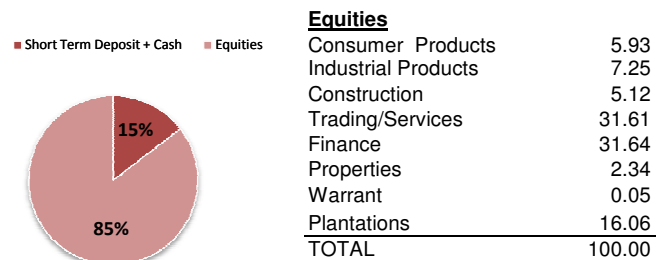 Short Term Deposit + Cash Equities
15%
85%
Equities
Consumer Products 5.93
Industrial Products 7.25
Construction 5.12
Trading/Services 31.61
Finance 31.64
Properties 2.34
Warrant 0.05
Plantations 16.06
TOTAL 100.00